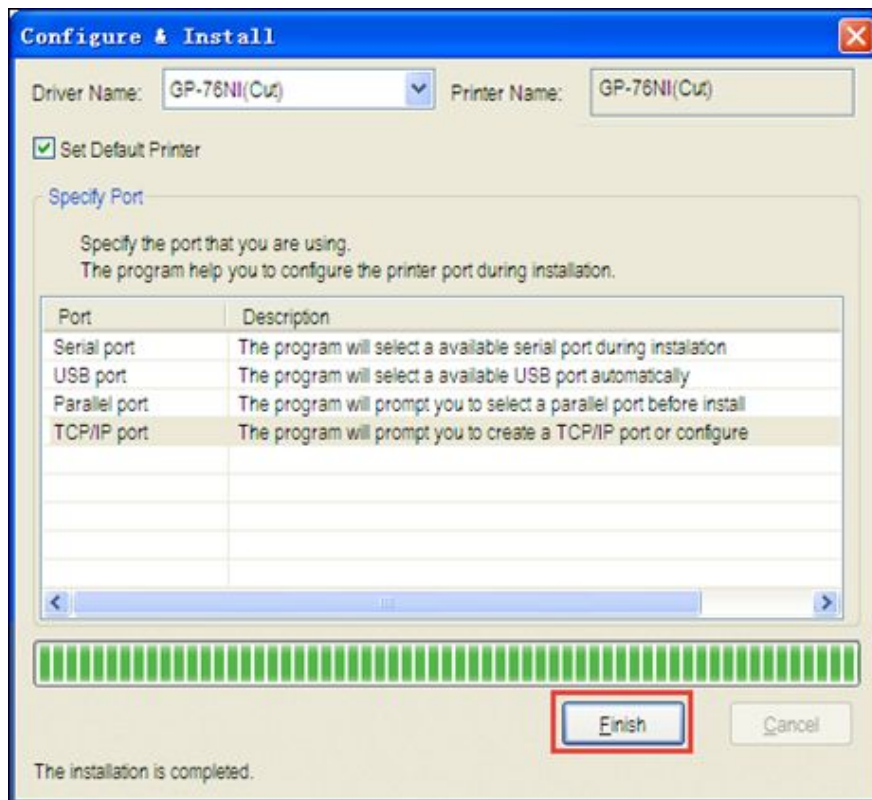 Configure & Install
Driver Name: GP-76NI(Cut) Printer Name: GP-76NI(Cut)
Set Default Printer
Specify Port
Specify the port that you are using.
The program help you to configure the printer port during installation.
Port Description
Serial port The program will select a available serial port during instalation
USB port The program will select a available USB port automatically
Parallel port The program will prompt you to select a parallel port before install
TCP/IP port The program will prompt you to create a TCP/IP port or configure
Finish Cancel
The installation is completed.